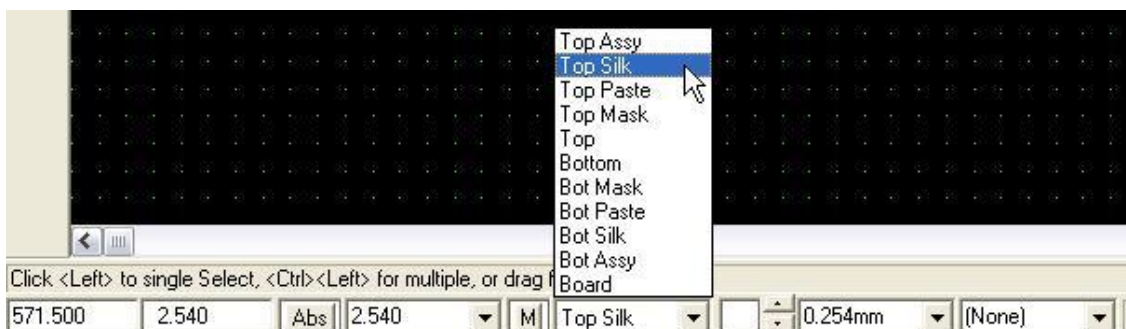 Top Assy
Top Silk
Top Paste
Top Mask
Top
Bottom
Bot Mask
Bot Paste
Bot Silk
Bot Assy
Board
Click <Left> to single Select, <Ctrl><Left> for multiple, or drag
571.500 2.540 Abs 2.540 M Top Silk 0.254mm (None)